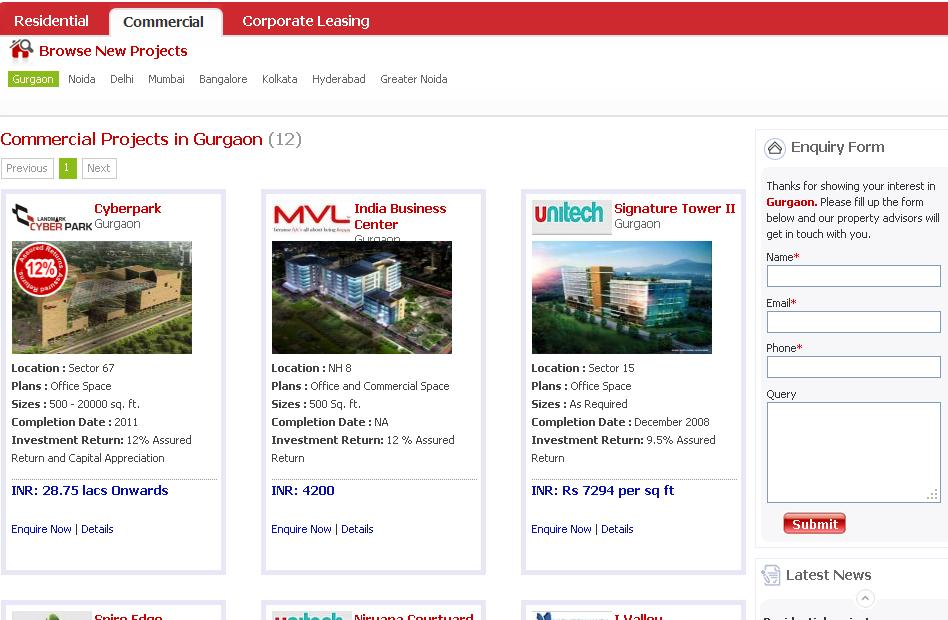 Residential Commercial Corporate Leasing
Browse New Projects
Gurgaon Noida Delhi Mumbai Bangalore Kolkata Hyderabad Greater Noida
Commercial Projects in Gurgaon (12)
Previous 1 Next
LANDMARK
CYBER PARK
Cyberpark
Gurgaon
Assured Returns
12%
Assured Returns
Location : Sector 67
Plans : Office Space
Sizes : 500 - 20000 sq. ft.
Completion Date : 2011
Investment Return: 12% Assured
Return and Capital Appreciation
INR: 28.75 lacs Onwards
Enquire Now | Details
MVL
India Business
Center
Gurgaon
Location : NH 8
Plans : Office and Commercial Space
Sizes : 500 Sq. ft.
Completion Date : NA
Investment Return: 12 % Assured
Return
INR: 4200
Enquire Now | Details
unitech
Signature Tower II
Gurgaon
Location : Sector 15
Plans : Office Space
Sizes : As Required
Completion Date : December 2008
Investment Return: 9.5% Assured
Return
INR: Rs 7294 per sq ft
Enquire Now | Details
Enquiry Form
Thanks for showing your interest in
Gurgaon. Please fill up the form
below and our property advisors will
get in touch with you.
Name*
Email*
Phone*
Query
Submit
Latest News
Spire Edge
unitech
Nirvana Courtyard
I Valley